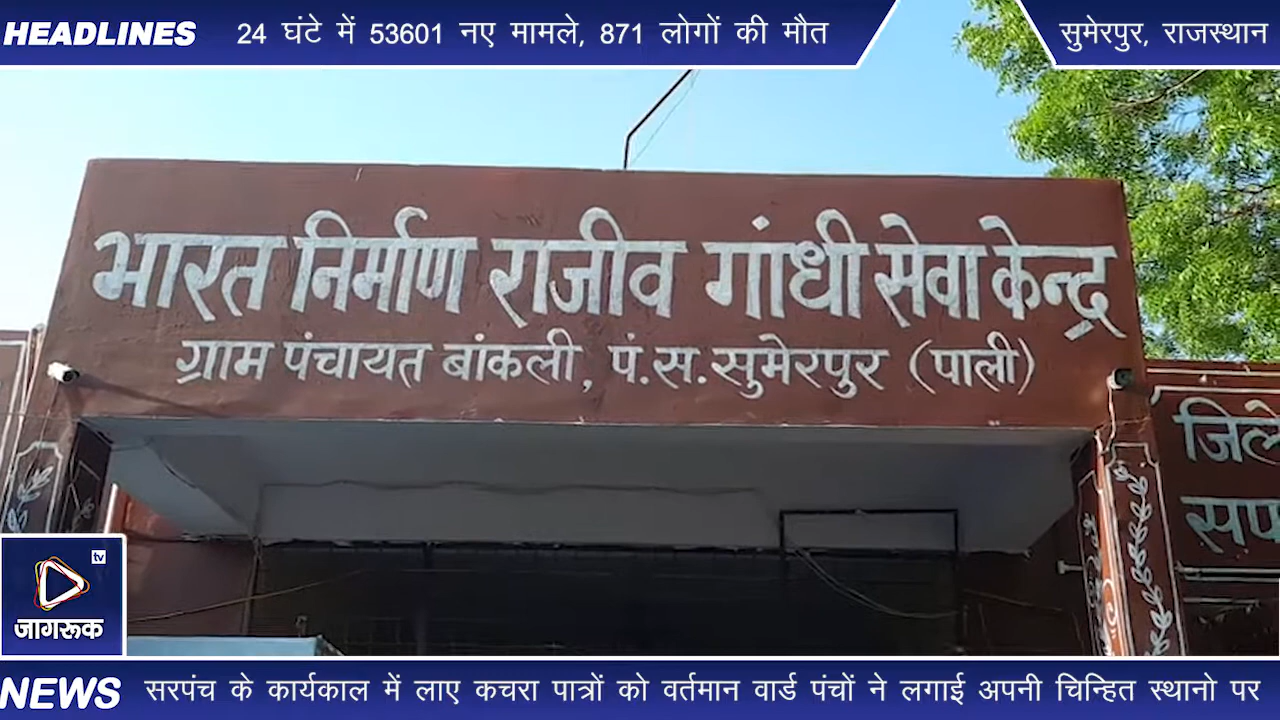 HEADLINES 24 घंटे में 53601 नए मामले, 871 लोगों की मौत सुमेरपुर, राजस्थान
भारत निर्माण राजीव गांधी सेवा केन्द्र
ग्राम पंचायत बांकली, पं.स.सुमेरपुर (पाली)
जिले
tv
जागरूक
NEWS सरपंच के कार्यकाल में लाए कचरा पात्रों को वर्तमान वार्ड पंचों ने लगाई अपनी चिन्हित स्थानो पर